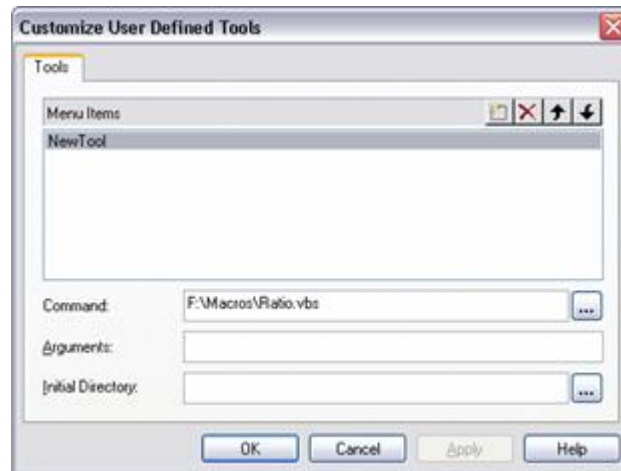 Customize User Defined Tools
Tools
Menu Items
NewTool
Command: F:\Macros\Ratio.vbs ...
Arguments:
Initial Directory: ...
OK Cancel Apply Help